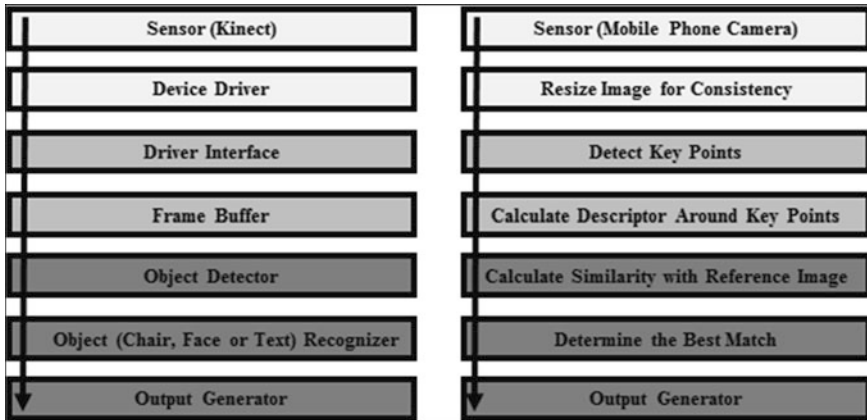 Sensor (Kinect)
Device Driver
Driver Interface
Frame Buffer
Object Detector
Object (Chair, Face or Text) Recognizer
Output Generator
Sensor (Mobile Phone Camera)
Resize Image for Consistency
Detect Key Points
Calculate Descriptor Around Key Points
Calculate Similarity with Reference Image
Determine the Best Match
Output Generator